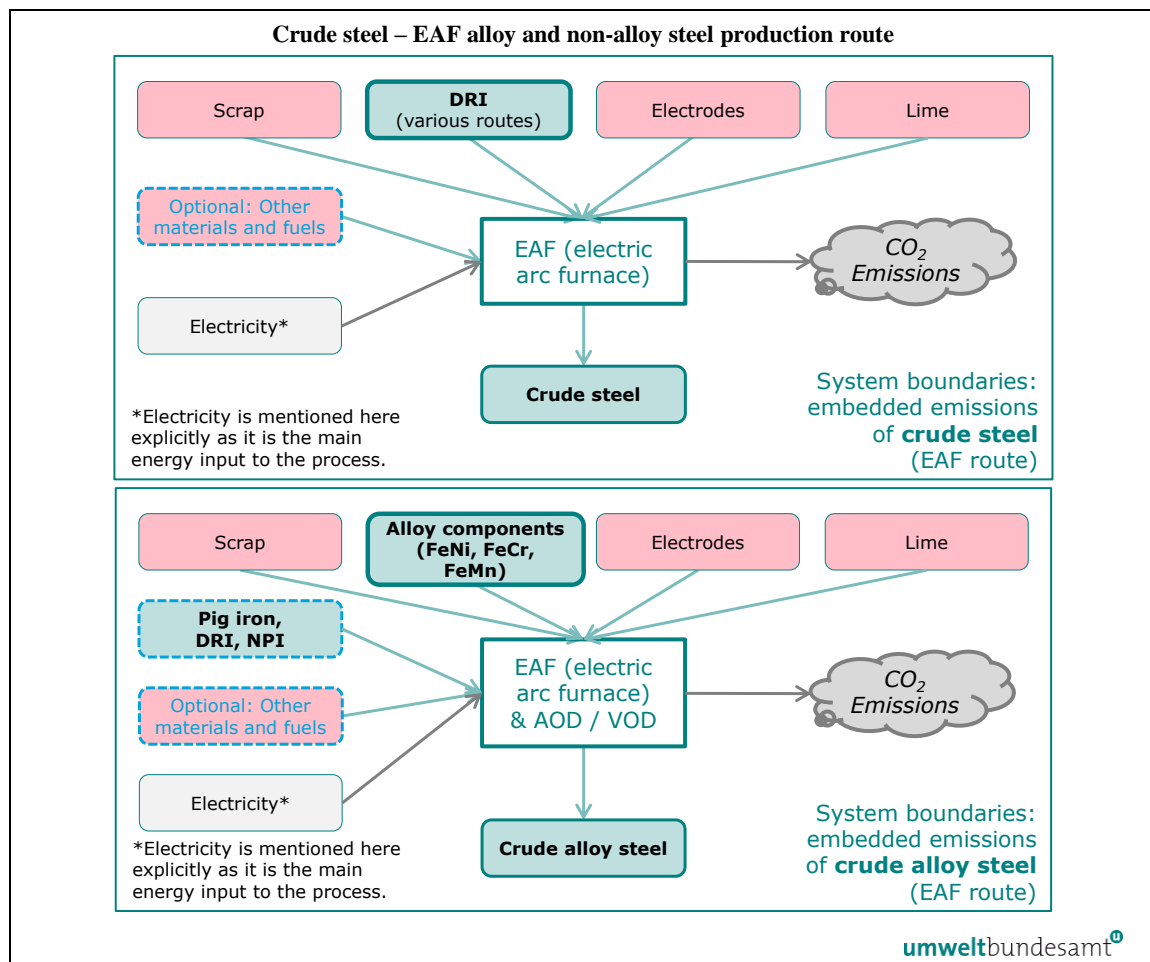 Crude steel – EAF alloy and non-alloy steel production route
Scrap
DRI
(various routes)
Electrodes
Lime
Optional: Other
materials and fuels
EAF (electric
arc furnace)
CO2
Emissions
Electricity*
Crude steel
*Electricity is mentioned here
explicitly as it is the main
energy input to the process.
System boundaries:
embedded emissions
of crude steel
(EAF route)
Scrap
Alloy components
(FeNi, FeCr,
FeMn)
Electrodes
Lime
Pig iron,
DRI, NPI
EAF (electric
arc furnace)
& AOD / VOD
CO2
Emissions
Optional: Other
materials and fuels
Electricity*
Crude alloy steel
*Electricity is mentioned here
explicitly as it is the main
energy input to the process.
System boundaries:
embedded emissions
of crude alloy steel
(EAF route)
umweltbundesamt u